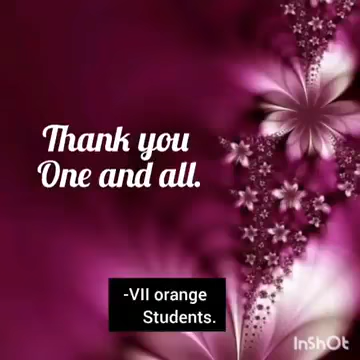 Thank you
One and all.
-VII orange
Students.
InShOt